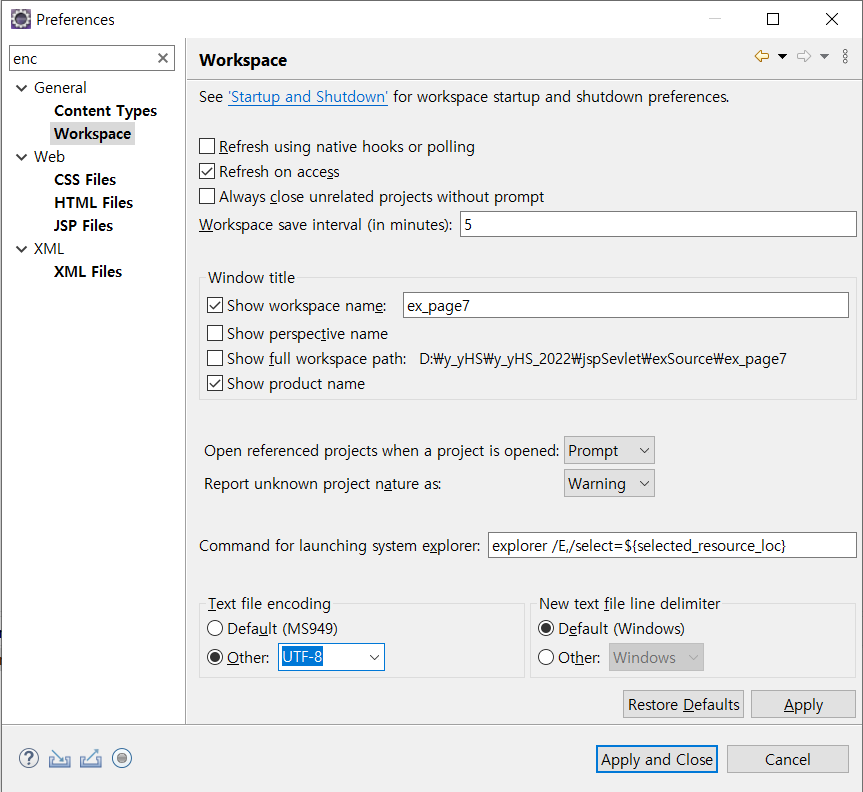 Preferences
enc
General
Content Types
Workspace
Web
CSS Files
HTML Files
JSP Files
XML
XML Files
Workspace
See 'Startup and Shutdown' for workspace startup and shutdown preferences.
Refresh using native hooks or polling
Refresh on access
Always close unrelated projects without prompt
Workspace save interval (in minutes): 5
Window title
Show workspace name: ex_page7
Show perspective name
Show full workspace path: D:₩y_yHS₩y_yHS_2022₩jspSevlet₩exSource₩ex_page7
Show product name
Open referenced projects when a project is opened: Prompt
Report unknown project nature as: Warning
Command for launching system explorer: explorer /E,/select=${selected_resource_loc}
Text file encoding
Default (MS949)
Other: UTF-8
New text file line delimiter
Default (Windows)
Other: Windows
Restore Defaults Apply
Apply and Close Cancel